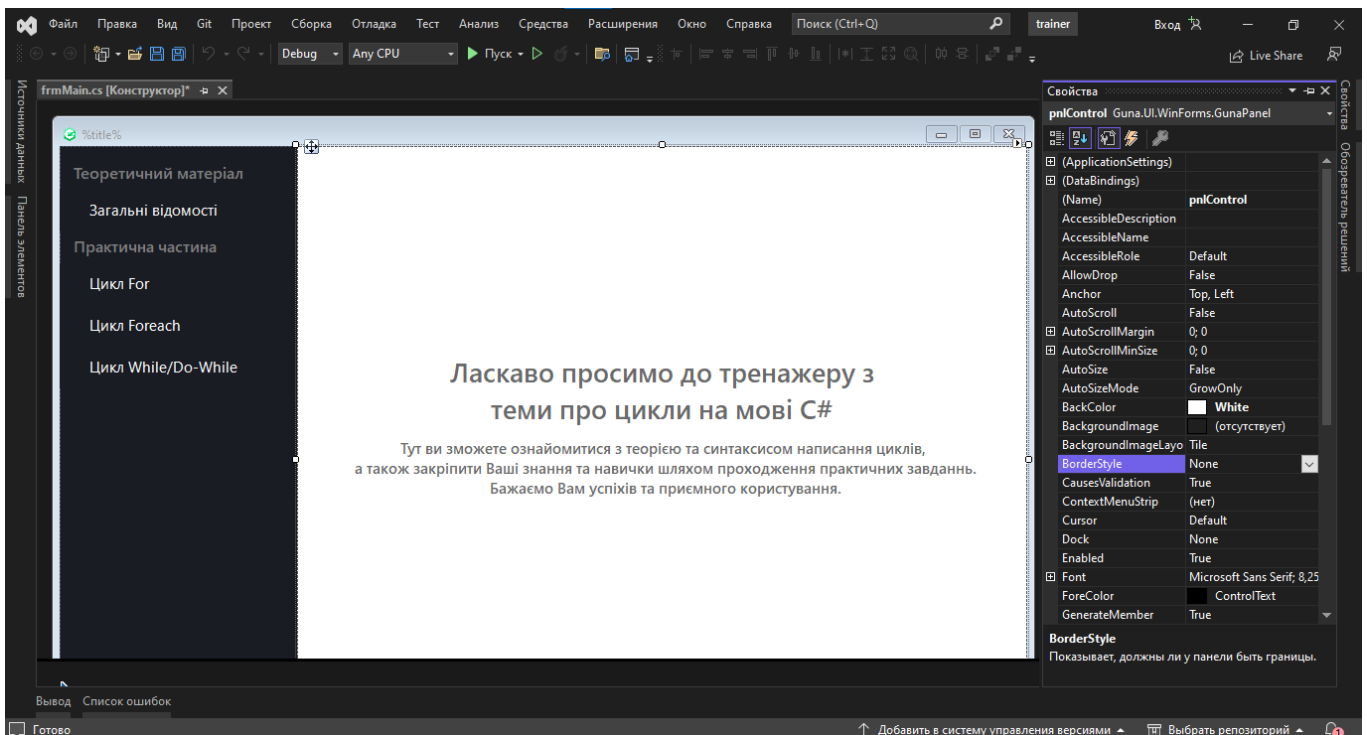 Файл Правка Вид Git Проект Сборка Отладка Тест Анализ Средства Расширения Окно Справка Поиск (Ctrl+Q) trainer Вход
Debug Any CPU Пуск Live Share
Источники данных
Панель элементов
frmMain.cs [Конструктор]*
%title%
Теоретичний матеріал
Загальні відомості
Практична частина
Цикл For
Цикл Foreach
Цикл While/Do-While
Ласкаво просимо до тренажеру з
теми про цикли на мові C#
Тут ви зможете ознайомитися з теорією та синтаксисом написання циклів,
а також закріпити Ваші знання та навички шляхом проходження практичних завданнь.
Бажаємо Вам успіхів та приємного користування.
Свойства
pnlControl Guna.UI.WinForms.GunaPanel
(ApplicationSettings)
(DataBindings)
(Name) pnlControl
AccessibleDescription
AccessibleName
AccessibleRole Default
AllowDrop False
Anchor Top, Left
AutoScroll False
AutoScrollMargin 0; 0
AutoScrollMinSize 0; 0
AutoSize False
AutoSizeMode GrowOnly
BackColor White
BackgroundImage (отсутствует)
BackgroundImageLayo Tile
BorderStyle None
CausesValidation True
ContextMenuStrip (нет)
Cursor Default
Dock None
Enabled True
Font Microsoft Sans Serif; 8,25
ForeColor ControlText
GenerateMember True
BorderStyle
Показывает, должны ли у панели быть границы.
Свойства
Обозреватель решений
Вывод Список ошибок
Готово Добавить в систему управления версиями Выбрать репозиторий 1